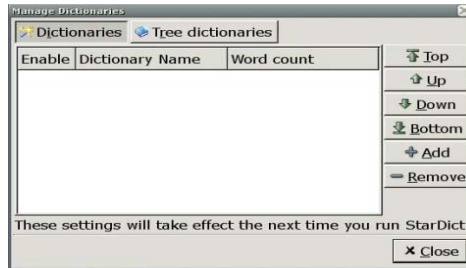 Manage Dictionaries
Dictionaries Tree dictionaries
Enable Dictionary Name Word count
Top
Up
Down
Bottom
Add
Remove
These settings will take effect the next time you run StarDict
Close